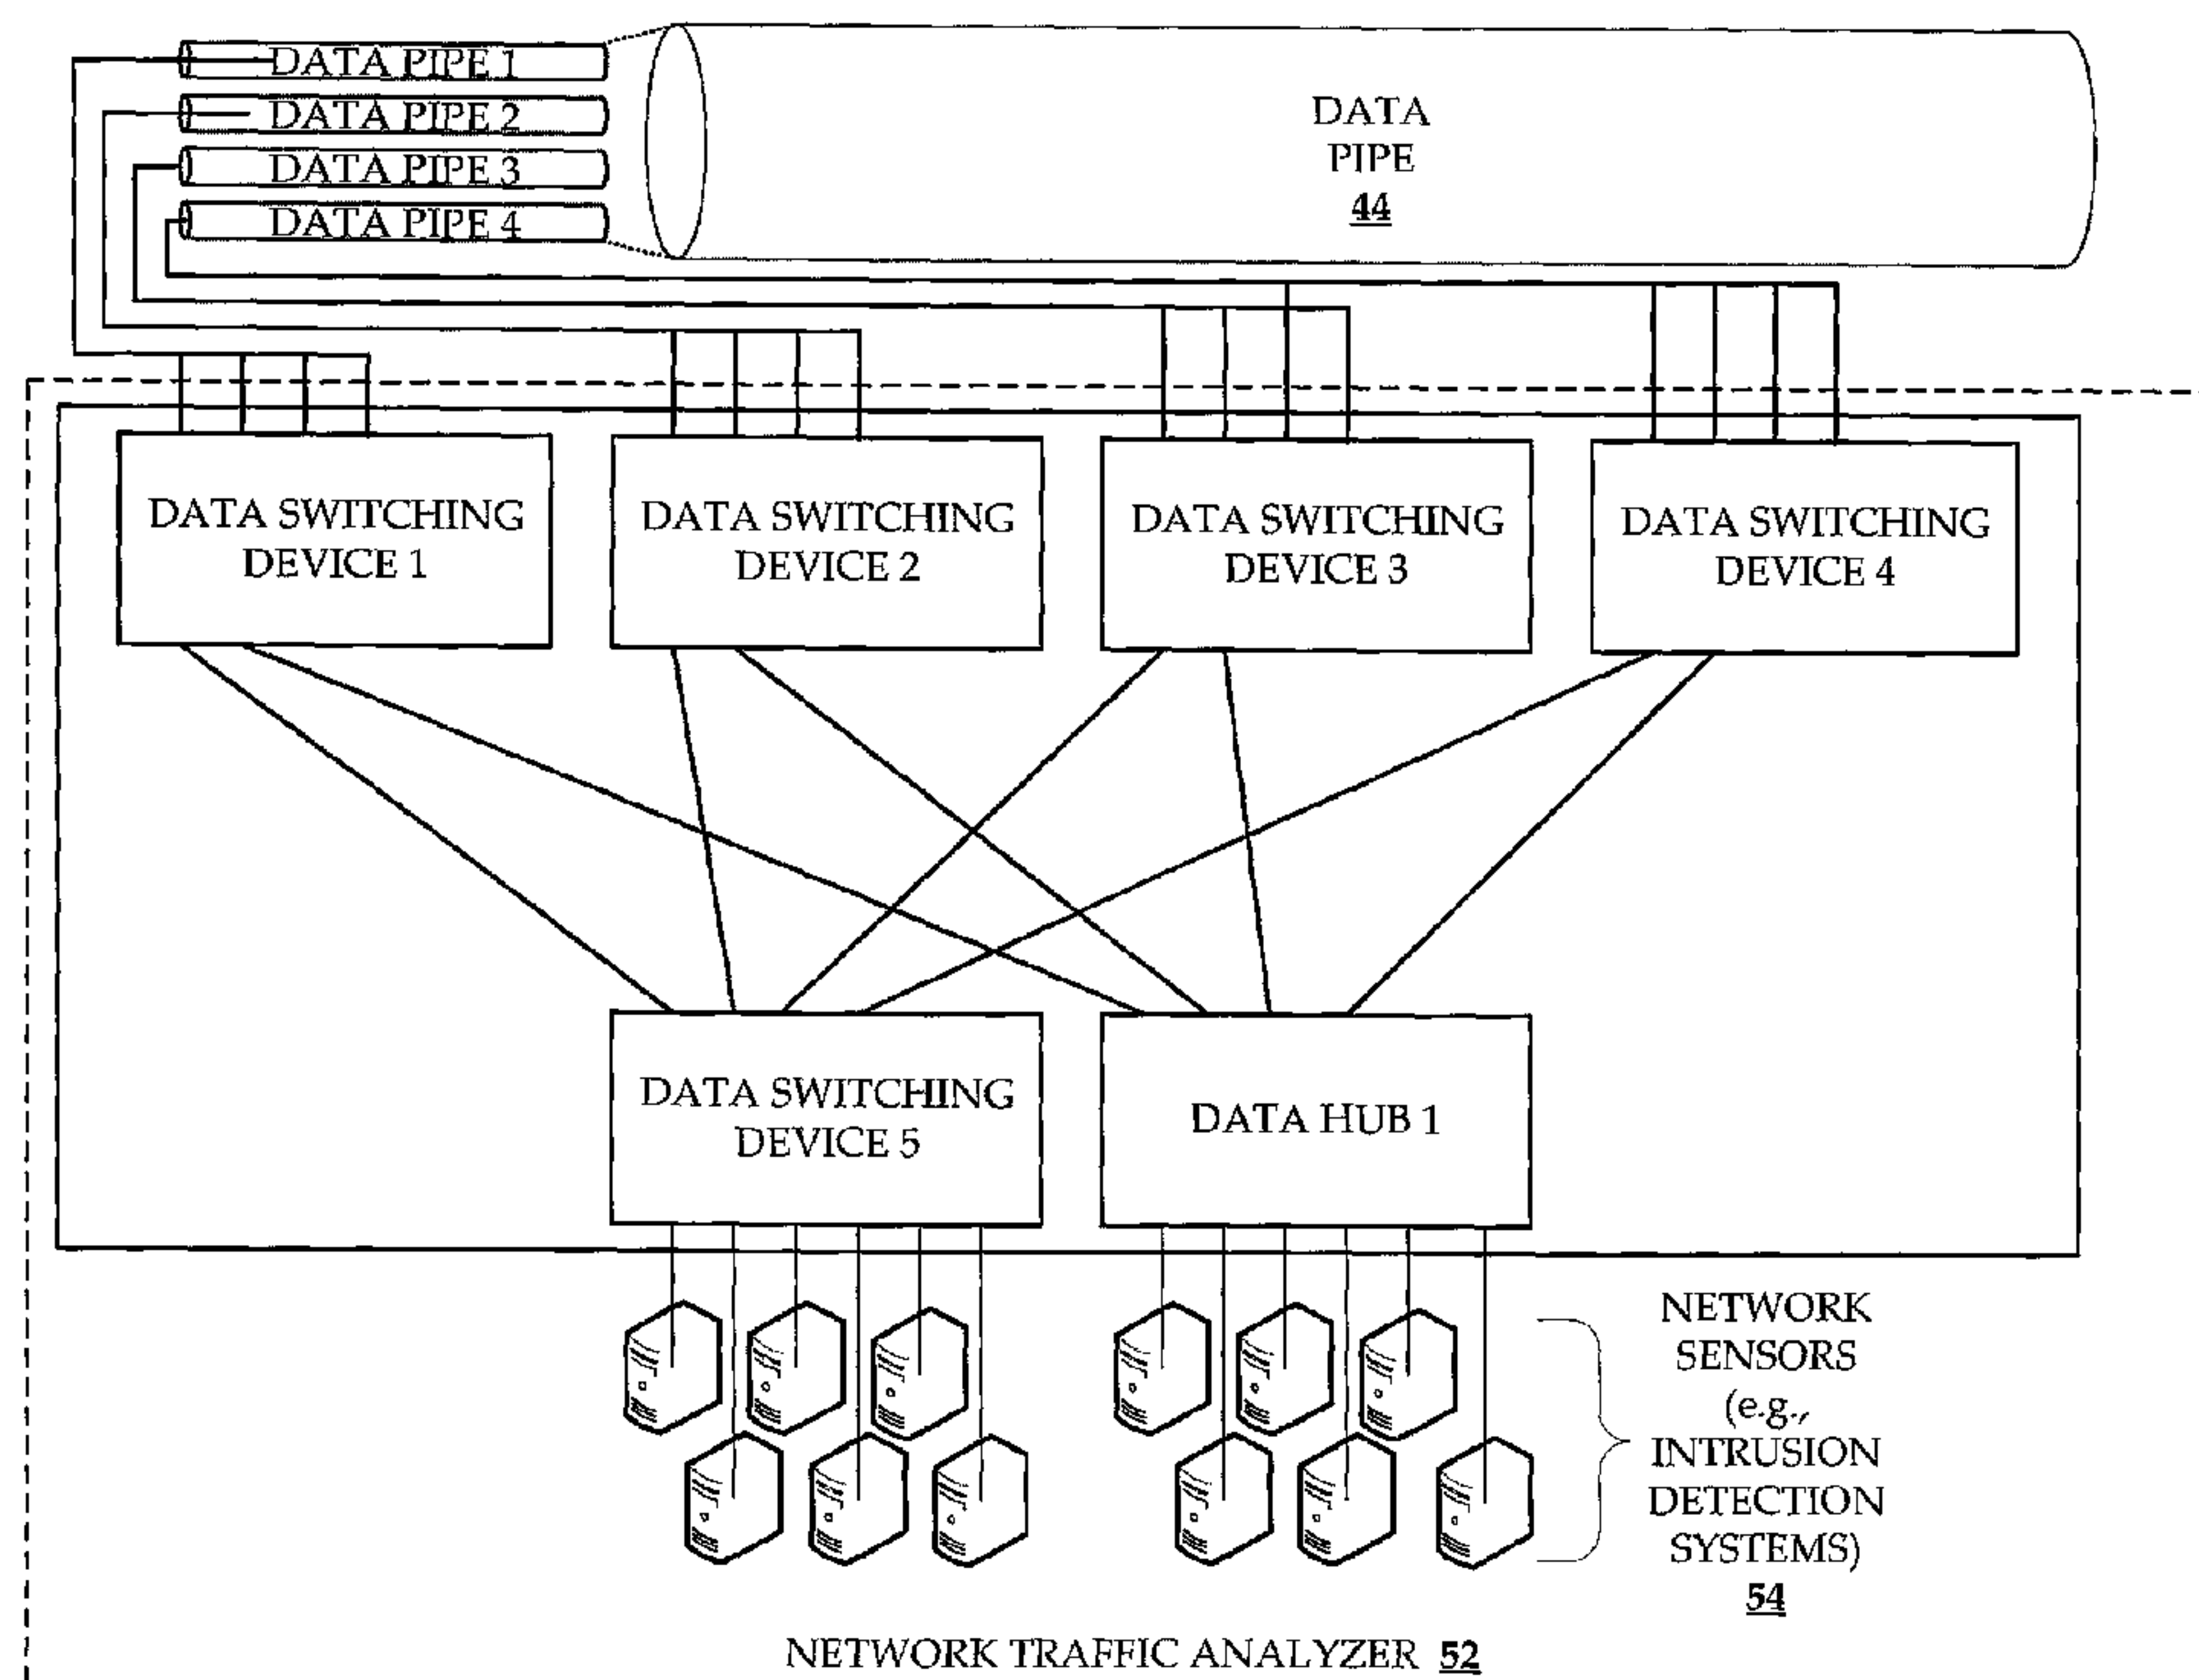 DATA PIPE 1
DATA PIPE 2
DATA PIPE 3
DATA PIPE 4
DATA
PIPE
44
DATA SWITCHING
DEVICE 1
DATA SWITCHING
DEVICE 2
DATA SWITCHING
DEVICE 3
DATA SWITCHING
DEVICE 4
DATA SWITCHING
DEVICE 5
DATA HUB 1
NETWORK
SENSORS
(e.g.,
INTRUSION
DETECTION
SYSTEMS)
54
NETWORK TRAFFIC ANALYZER 52